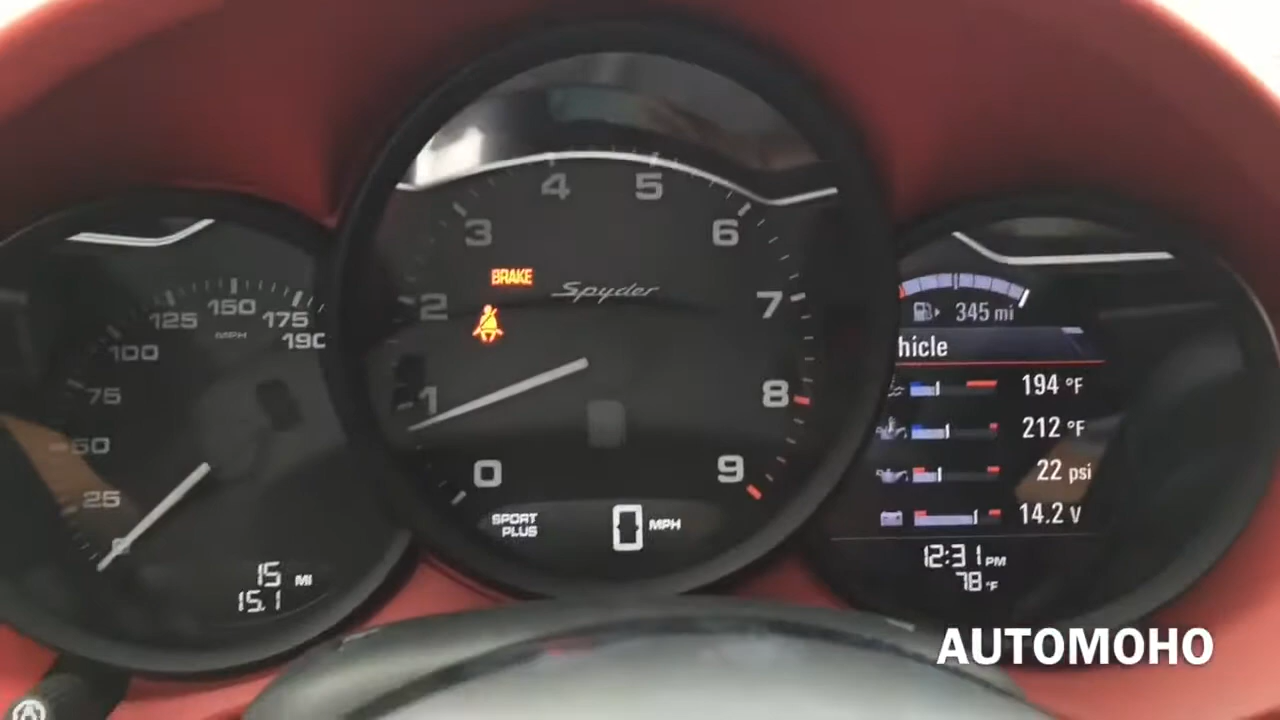 125 150 175
MPH
190
100
75
50
25
0
15 MI
15.1
4 5
3 6
BRAKE
Spyder
2 7
1 8
0 9
SPORT
PLUS
0 MPH
345 mi
hicle
194 °F
212 °F
22 psi
14.2 V
12:31 PM
78 °F
AUTOMOHO